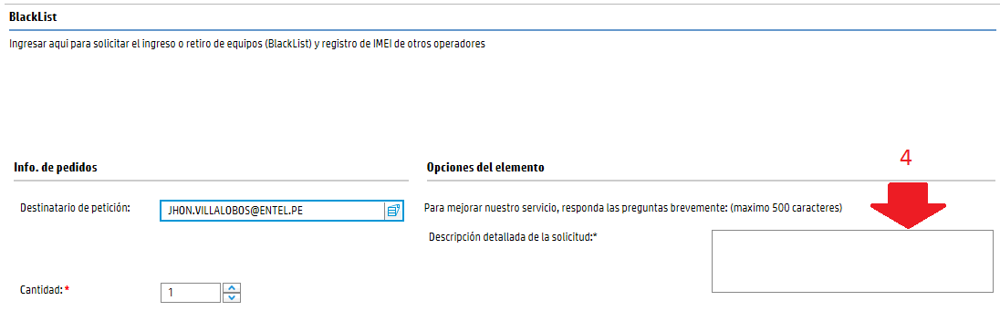 BlackList
Ingresar aqui para solicitar el ingreso o retiro de equipos (BlackList) y registro de IMEI de otros operadores
4
Info. de pedidos
Opciones del elemento
Destinatario de petición:
JHON.VILLALOBOS@ENTEL.PE
Para mejorar nuestro servicio, responda las preguntas brevemente: (maximo 500 caracteres)
Descripción detallada de la solicitud:*
Cantidad: *
1